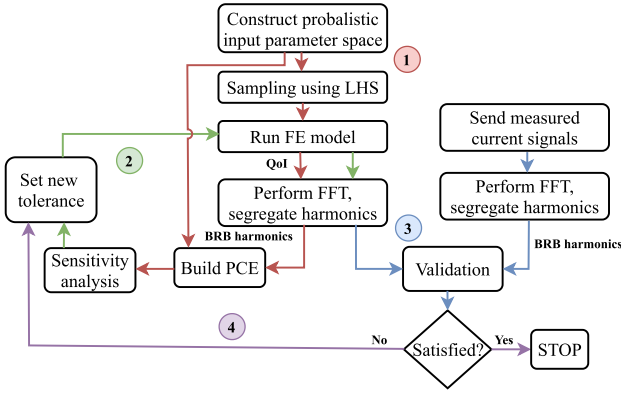 Construct probalistic
input parameter space
1
Sampling using LHS
Run FE model
QoI
2
Set new
tolerance
Perform FFT,
segregate harmonics
BRB harmonics
Sensitivity
analysis
Build PCE
Send measured
current signals
Perform FFT,
segregate harmonics
BRB harmonics
3
Validation
4
No
Satisfied?
Yes
STOP